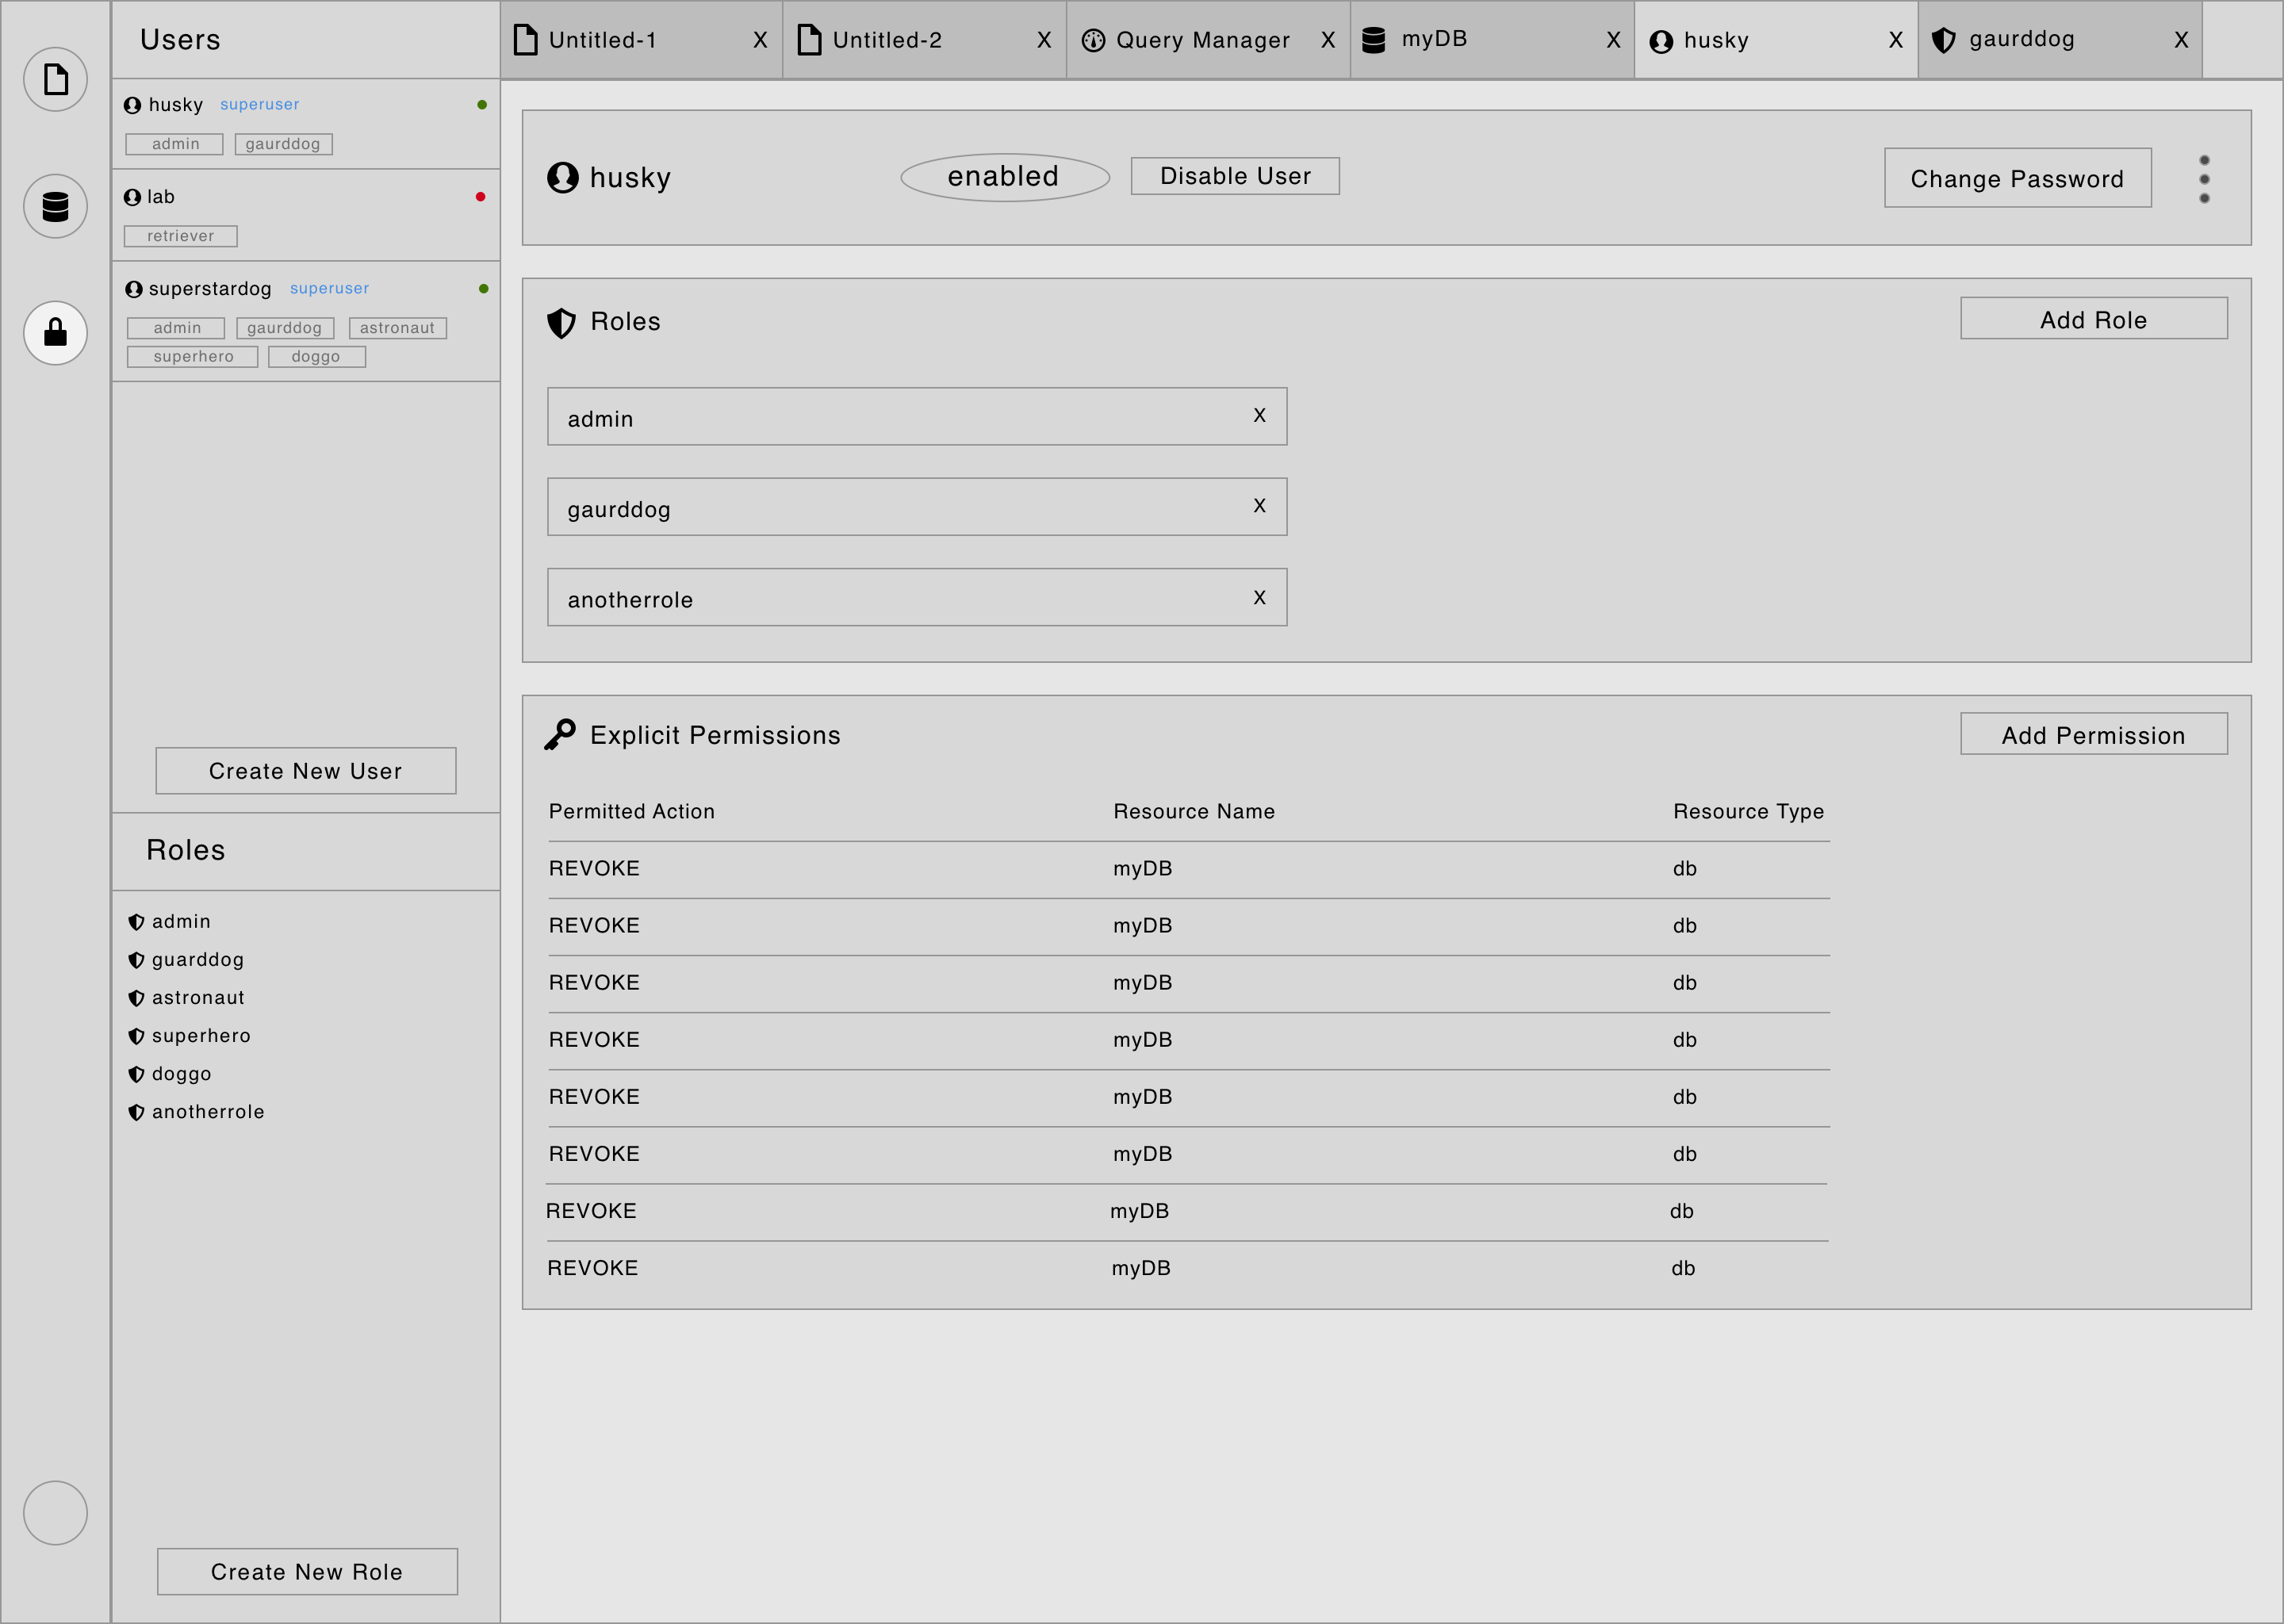 Users
husky superuser
admin gaurddog
lab
retriever
superstardog superuser
admin gaurddog astronaut
superhero doggo
Create New User
Roles
admin
guarddog
astronaut
superhero
doggo
anotherrole
Create New Role
Untitled-1 X Untitled-2 X Query Manager X myDB X husky X gaurddog X
husky enabled Disable User Change Password
Roles Add Role
admin X
gaurddog X
anotherrole X
Explicit Permissions Add Permission
Permitted Action Resource Name Resource Type
REVOKE myDB db
REVOKE myDB db
REVOKE myDB db
REVOKE myDB db
REVOKE myDB db
REVOKE myDB db
REVOKE myDB db
REVOKE myDB db